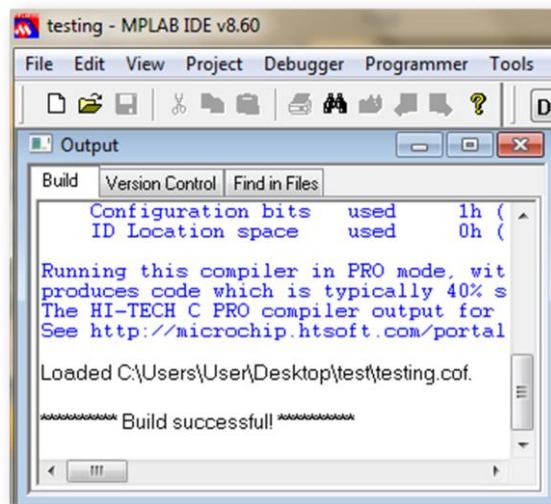 testing - MPLAB IDE v8.60
File Edit View Project Debugger Programmer Tools
D
Output
Build Version Control Find in Files
Configuration bits used 1h (
ID Location space used 0h (
Running this compiler in PRO mode, wit
produces code which is typically 40% s
The HI-TECH C PRO compiler output for
See http://microchip.htsoft.com/portal
Loaded C:\Users\User\Desktop\test\testing.cof.
********** Build successful! **********